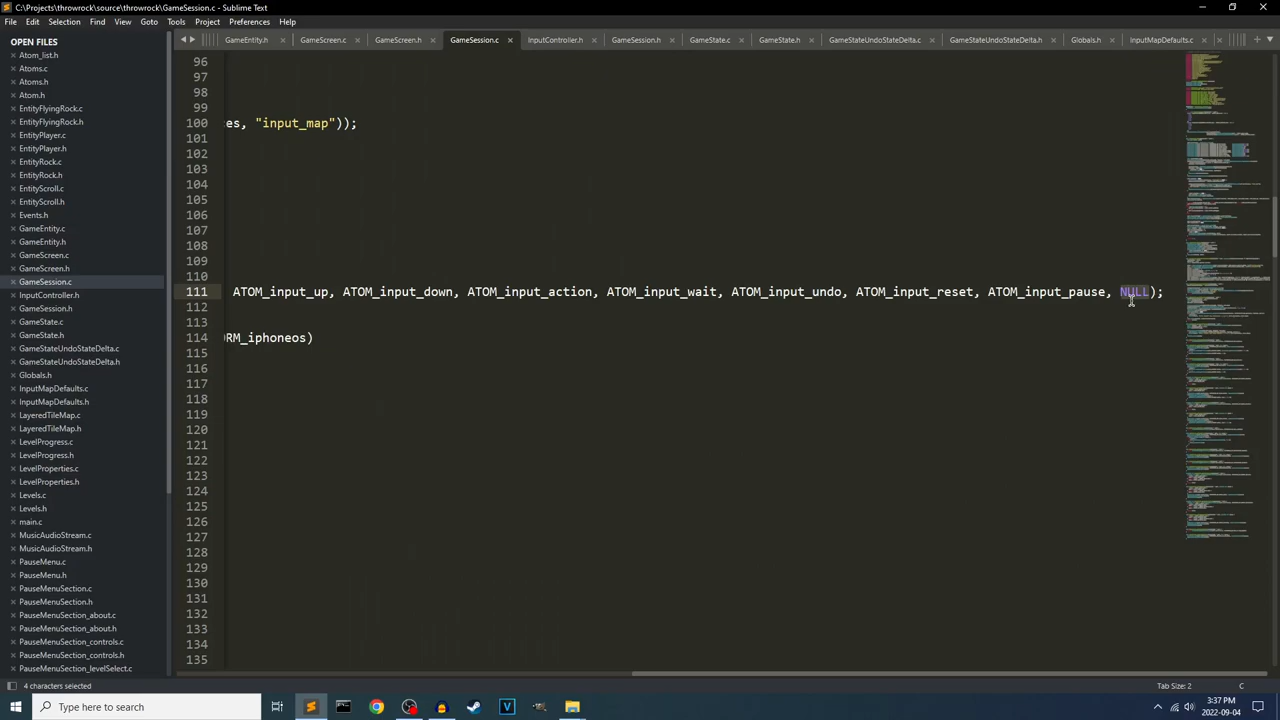 C:\Projects\throwrock\source\throwrock\GameSession.c - Sublime Text
File Edit Selection Find View Goto Tools Project Preferences Help
OPEN FILES
Atom_list.h
Atoms.c
Atoms.h
Atom.h
EntityFlyingRock.c
EntityFlyingRock.h
EntityPlayer.c
EntityPlayer.h
EntityRock.c
EntityRock.h
EntityScroll.c
EntityScroll.h
Events.h
GameEntity.c
GameEntity.h
GameScreen.c
GameScreen.h
GameSession.c
InputController.h
GameSession.h
GameState.c
GameState.h
GameStateUndoStateDelta.c
GameStateUndoStateDelta.h
Globals.h
InputMapDefaults.c
InputMapDefaults.h
LayeredTileMap.c
LayeredTileMap.h
LevelProgress.c
LevelProgress.h
LevelProperties.c
LevelProperties.h
Levels.c
Levels.h
main.c
MusicAudioStream.c
MusicAudioStream.h
PauseMenu.c
PauseMenu.h
PauseMenuSection.c
PauseMenuSection.h
PauseMenuSection_about.c
PauseMenuSection_about.h
PauseMenuSection_controls.c
PauseMenuSection_controls.h
PauseMenuSection_levelSelect.c
GameEntity.h GameScreen.c GameScreen.h GameSession.c InputController.h GameSession.h GameState.c GameState.h GameStateUndoStateDelta.c GameStateUndoStateDelta.h Globals.h InputMapDefaults.c
96
97
98
99
100 es, "input_map"));
101
102
103
104
105
106
107
108
109
110
111 ATOM_input_up, ATOM_input_down, ATOM_input_action, ATOM_input_wait, ATOM_input_undo, ATOM_input_reset, ATOM_input_pause, NULL);
112
113
114 RM_iphoneos)
115
116
117
118
119
120
121
122
123
124
125
126
127
128
129
130
131
132
133
134
135
4 characters selected
Tab Size: 2 C
Type here to search
3:37 PM
2022-09-04